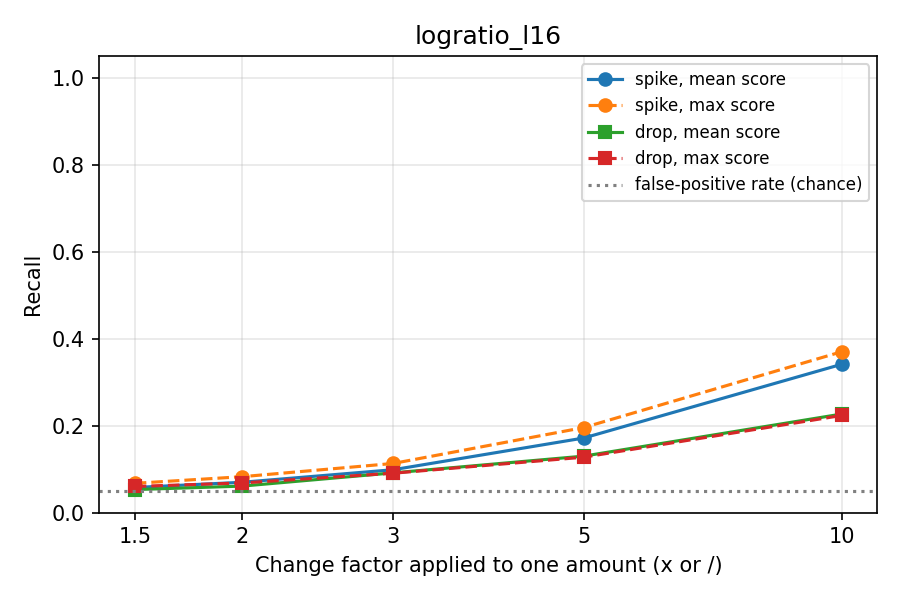 logratio_l16
spike, mean score
spike, max score
drop, mean score
drop, max score
false-positive rate (chance)
1.0
0.8
0.6
0.4
0.2
0.0
Recall
1.5 2 3 5 10
Change factor applied to one amount (x or /)